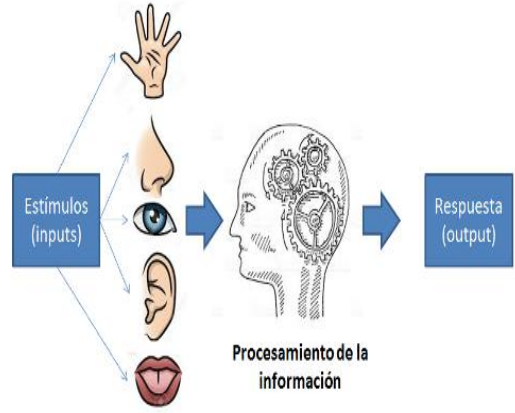 Estímulos
(inputs)
Procesamiento de la
información
Respuesta
(output)